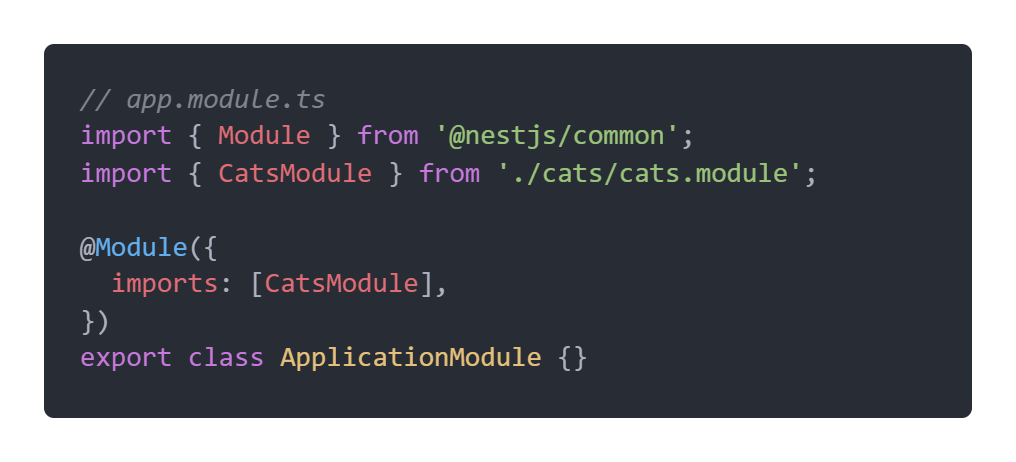 // app.module.ts
import { Module } from '@nestjs/common';
import { CatsModule } from './cats/cats.module';
@Module({
  imports: [CatsModule],
})
export class ApplicationModule {}